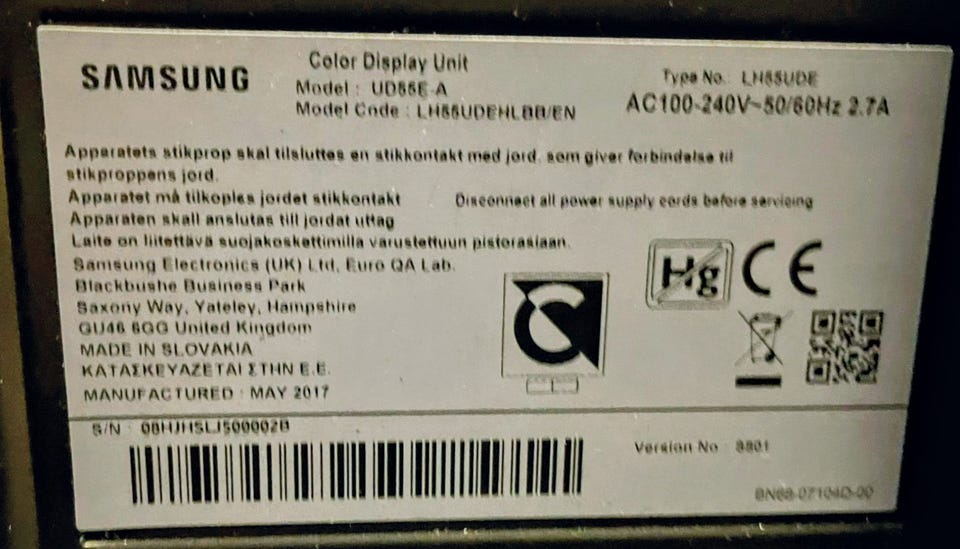 SAMSUNG
Color Display Unit
Model : UD55E-A
Model Code : LH55UDEHLBB/EN
Type No. : LH55UDE
AC100-240V~50/60Hz 2.7A
Apparatets stikprop skal tilsluttes en stikkontakt med jord, som giver forbindelse til
stikproppens jord.
Apparatet må tilkoples jordet stikkontakt
Apparaten skall anslutas till jordat uttag
Laite on liitettävä suojakoskettimilla varustettuun pistorasiaan.
Disconnect all power supply cords before servicing
Samsung Electronics (UK) Ltd, Euro QA Lab.
Blackbushe Business Park
Saxony Way, Yateley, Hampshire
GU46 6GG United Kingdom
MADE IN SLOVAKIA
ΚΑΤΑΣΚΕΥΑΖΕΤΑΙ ΣΤΗΝ Ε.Ε.
MANUFACTURED : MAY 2017
Hg
CE
S/N : 08HJHSLJ500002B
Version No :
BN68-07104D-00